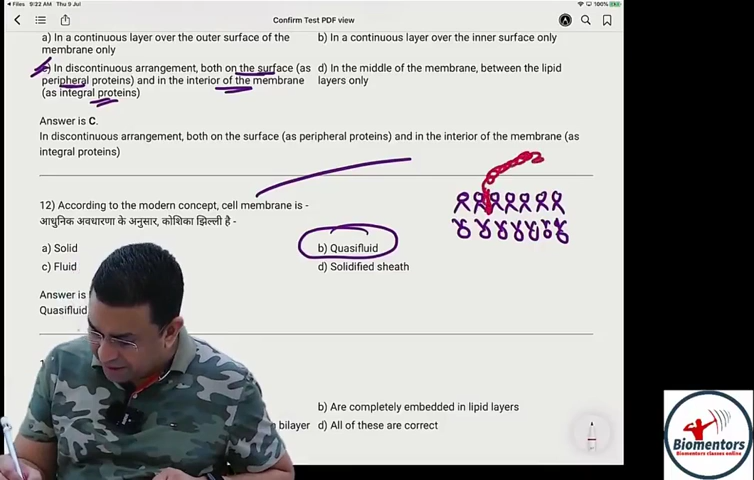 Files 9:22 AM Thu 9 Jul
100%
Confirm Test PDF view
a) In a continuous layer over the outer surface of the membrane only
b) In a continuous layer over the inner surface only
c) In discontinuous arrangement, both on the surface (as peripheral proteins) and in the interior of the membrane (as integral proteins)
d) In the middle of the membrane, between the lipid layers only
Answer is C.
In discontinuous arrangement, both on the surface (as peripheral proteins) and in the interior of the membrane (as
integral proteins)
12) According to the modern concept, cell membrane is -
आधुनिक अवधारणा के अनुसार, कोशिका झिल्ली है -
a) Solid
b) Quasifluid
c) Fluid
d) Solidified sheath
Answer is
Quasifluid
b) Are completely embedded in lipid layers
bilayer
d) All of these are correct
Biomentors
Biomentors classes online